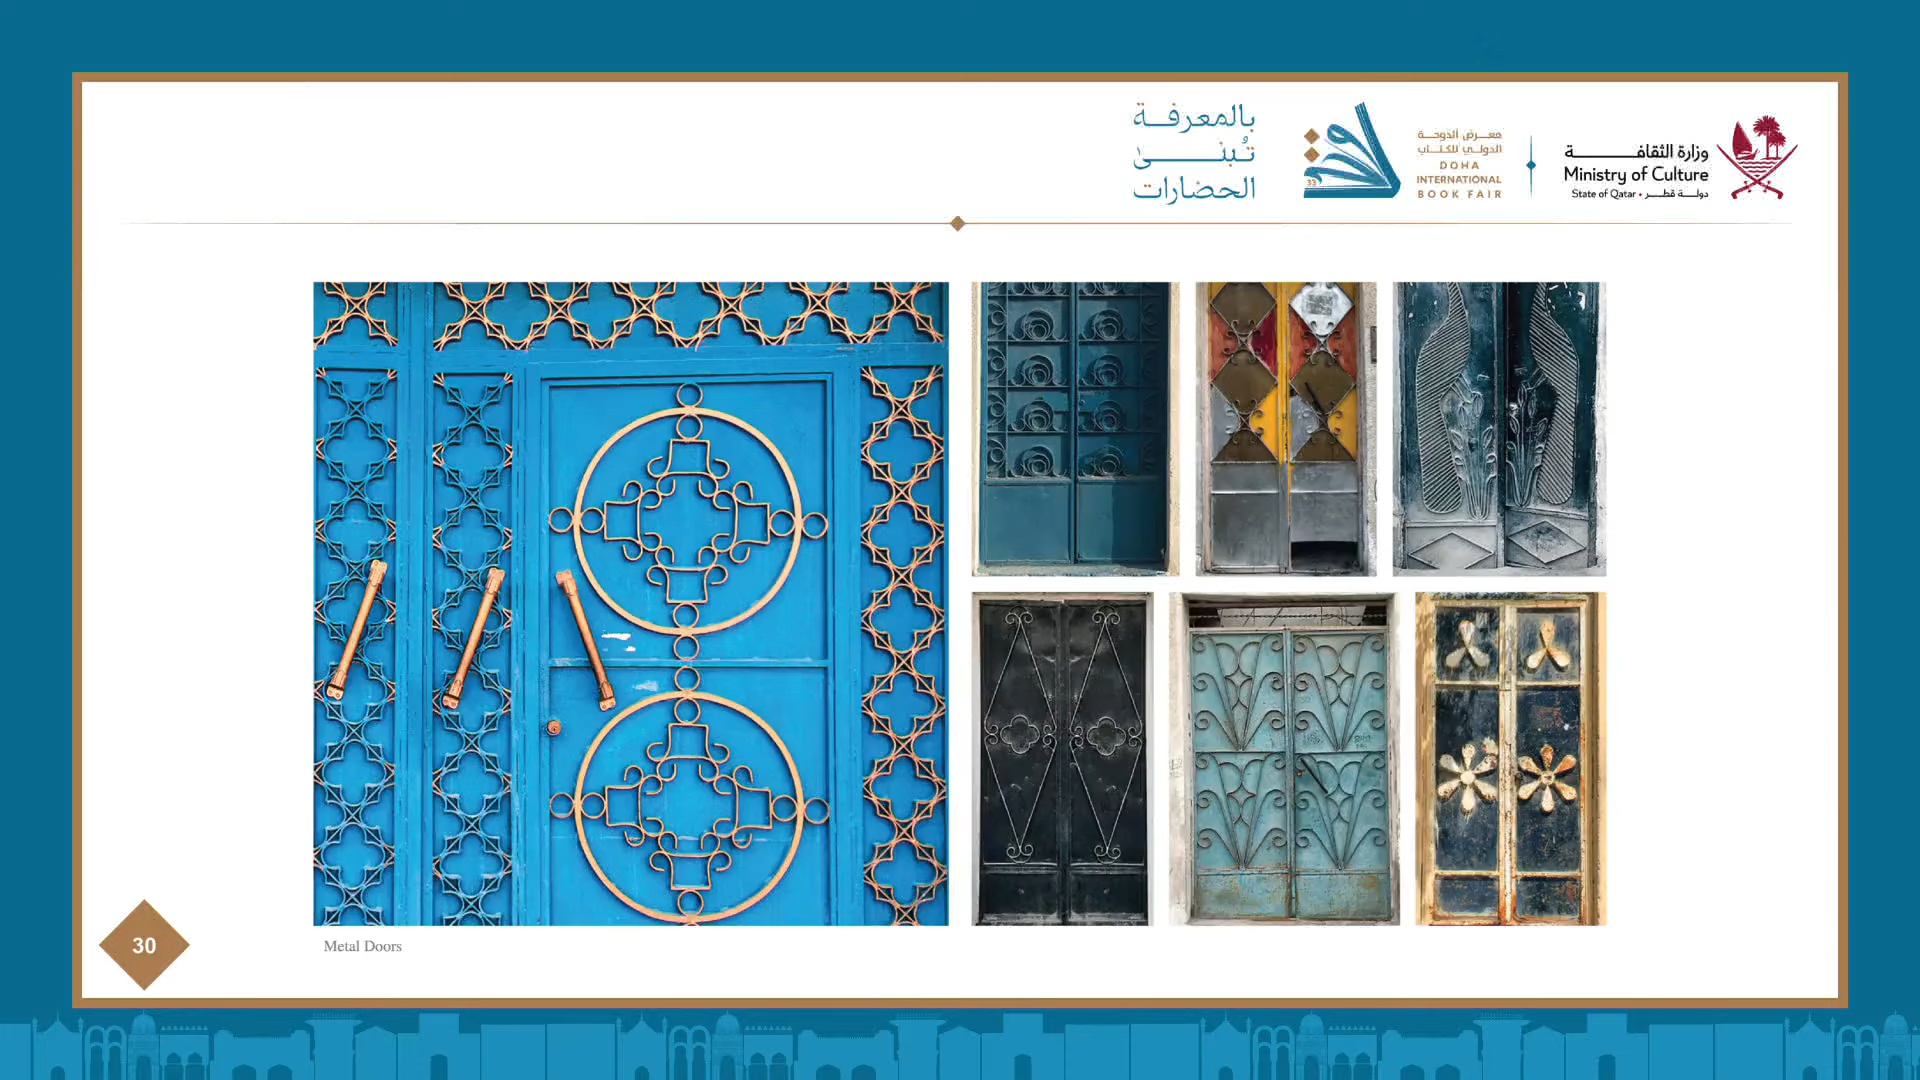 بالمعرفة
تُبنى
الحضارات
33
معرض الدوحة
الدولي للكتاب
DOHA
INTERNATIONAL
BOOK FAIR
وزارة الثقافة
Ministry of Culture
State of Qatar • دولة قطر
Metal Doors
30